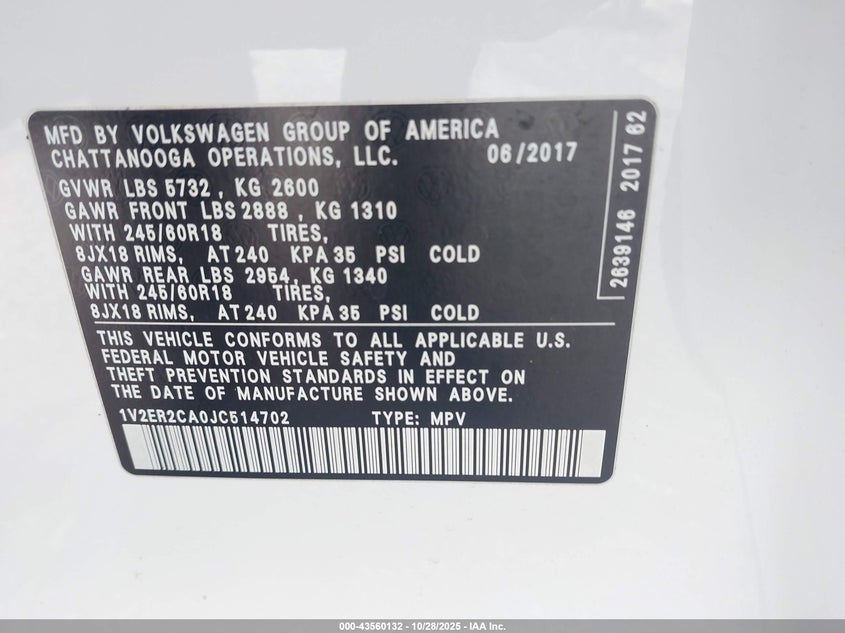 MFD BY VOLKSWAGEN GROUP OF AMERICA
CHATTANOOGA OPERATIONS, LLC. 06/2017
GVWR LBS 5732 , KG 2600
GAWR FRONT LBS 2888 , KG 1310
WITH 245/60R18 TIRES,
8JX18 RIMS, AT 240 KPA 35 PSI COLD
GAWR REAR LBS 2954, KG 1340
WITH 245/60R18 TIRES,
8JX18 RIMS, AT 240 KPA 35 PSI COLD
THIS VEHICLE CONFORMS TO ALL APPLICABLE U.S.
FEDERAL MOTOR VEHICLE SAFETY AND
THEFT PREVENTION STANDARDS IN EFFECT ON
THE DATE OF MANUFACTURE SHOWN ABOVE
1V2ER2CA0JC514702 TYPE: MPV
2639146 2017 62
000-43560132 - 10/28/2025 - IAA Inc.